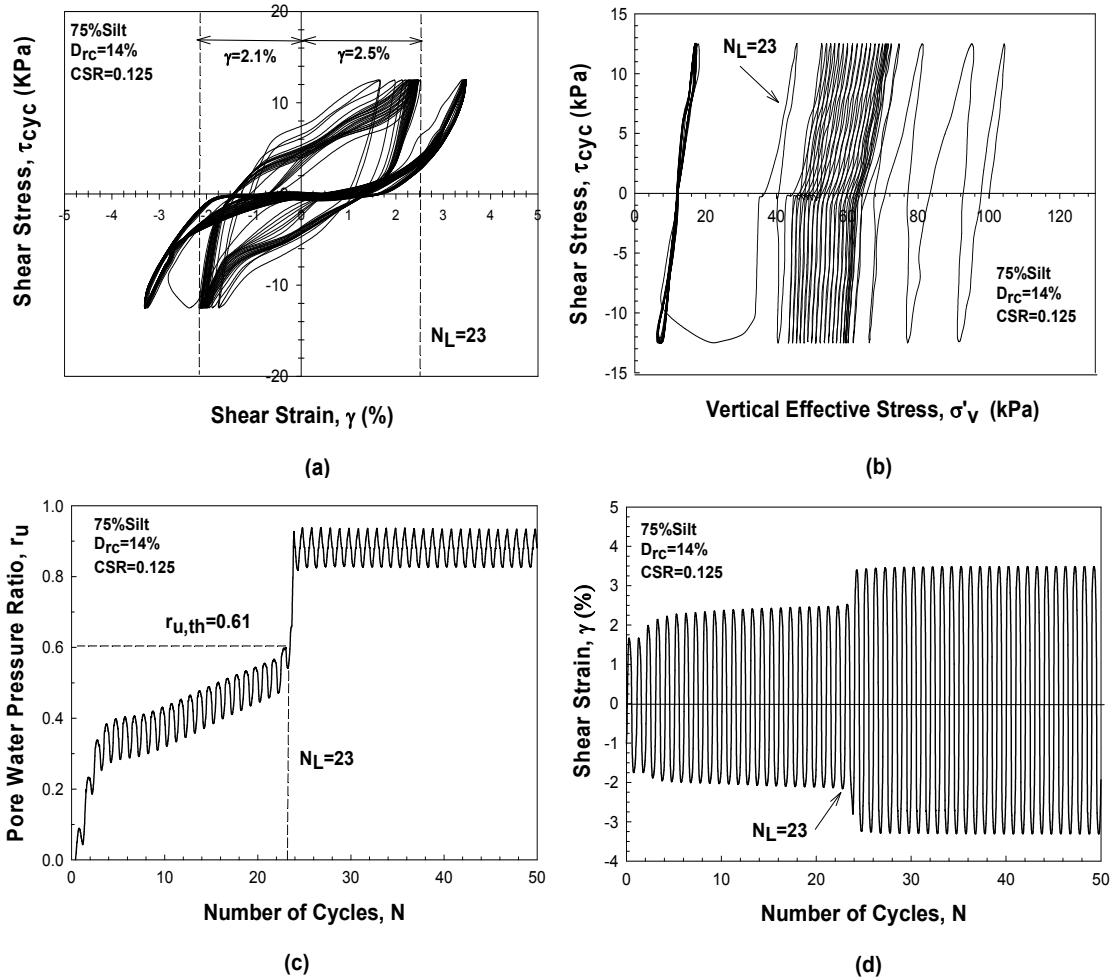 75%Silt
Drc=14%
CSR=0.125
γ=2.1%
γ=2.5%
20
10
0
-10
-20
-5 -4 -3 -2 -1 0 1 2 3 4 5
NL=23
Shear Stress, τcyc (KPa)
Shear Strain, γ (%)
(a)
15
10
5
0
-5
-10
-15
0 20 40 60 80 100 120
NL=23
75%Silt
Drc=14%
CSR=0.125
Shear Stress, τcyc (kPa)
Vertical Effective Stress, σ'v (kPa)
(b)
1.0
0.8
0.6
0.4
0.2
0.0
75%Silt
Drc=14%
CSR=0.125
ru,th=0.61
NL=23
0 10 20 30 40 50
Pore Water Pressure Ratio, ru
Number of Cycles, N
(c)
5
4
3
2
1
0
-1
-2
-3
-4
75%Silt
Drc=14%
CSR=0.125
NL=23
0 10 20 30 40 50
Shear Strain, γ (%)
Number of Cycles, N
(d)